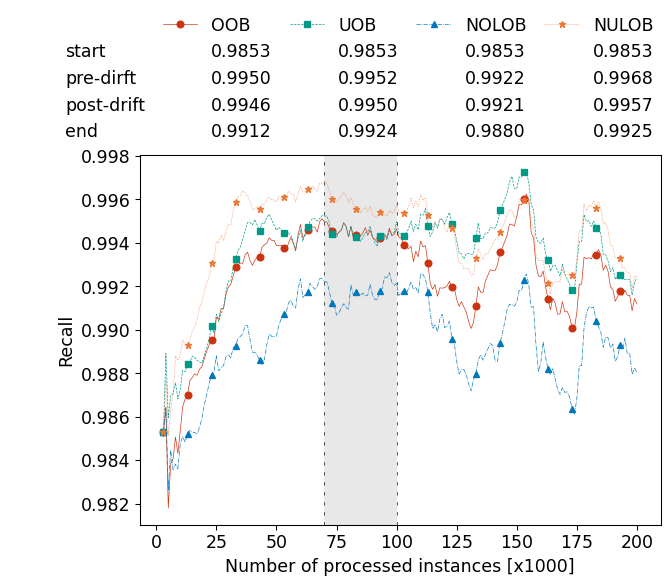 OOB UOB NOLOB NULOB
start 0.9853 0.9853 0.9853 0.9853
pre-dirft 0.9950 0.9952 0.9922 0.9968
post-drift 0.9946 0.9950 0.9921 0.9957
end 0.9912 0.9924 0.9880 0.9925
0.998
0.996
0.994
0.992
0.990
0.988
0.986
0.984
0.982
Recall
0 25 50 75 100 125 150 175 200
Number of processed instances [x1000]